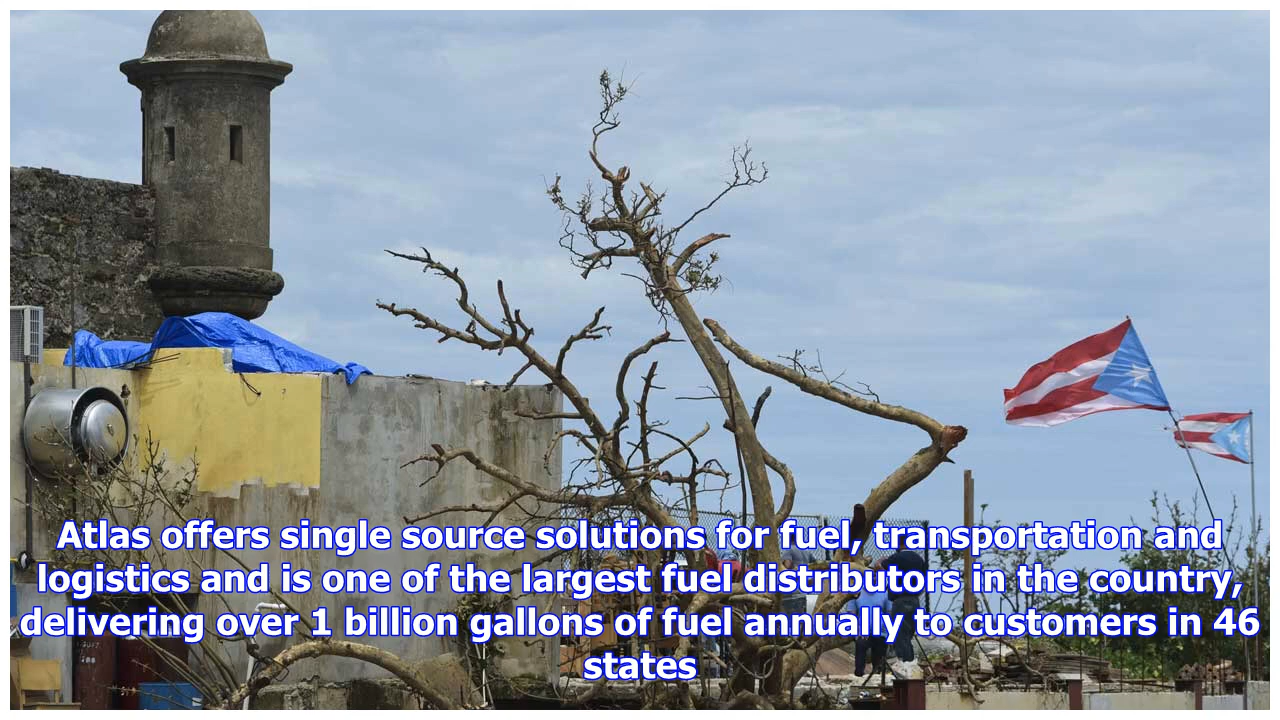 Atlas offers single source solutions for fuel, transportation and
logistics and is one of the largest fuel distributors in the country,
delivering over 1 billion gallons of fuel annually to customers in 46
states